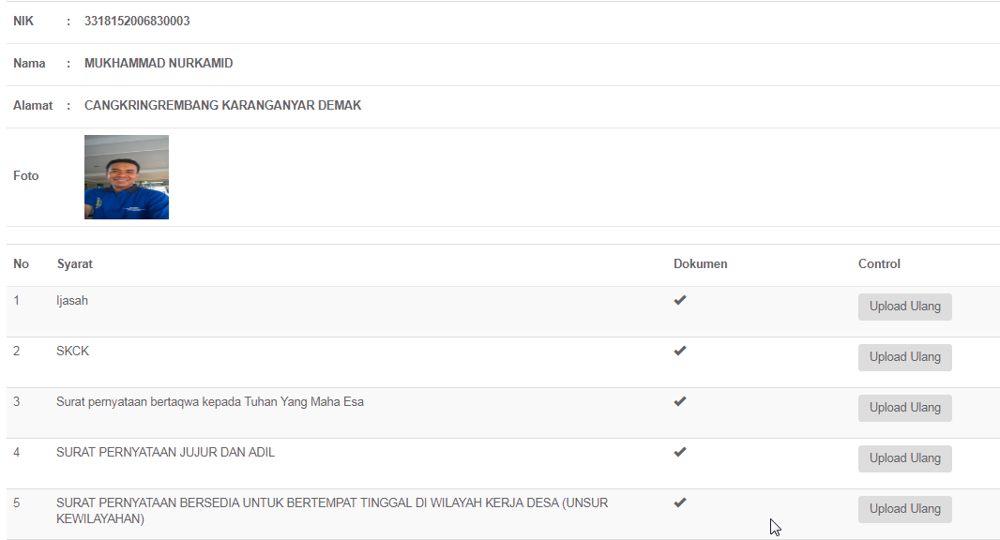 NIK : 3318152006830003
Nama : MUKHAMMAD NURKAMID
Alamat : CANGKRINGREMBANG KARANGANYAR DEMAK
Foto
No Syarat Dokumen Control
1 Ijasah Upload Ulang
2 SKCK Upload Ulang
3 Surat pernyataan bertaqwa kepada Tuhan Yang Maha Esa Upload Ulang
4 SURAT PERNYATAAN JUJUR DAN ADIL Upload Ulang
5 SURAT PERNYATAAN BERSEDIA UNTUK BERTEMPAT TINGGAL DI WILAYAH KERJA DESA (UNSUR Upload Ulang
KEWILAYAHAN)